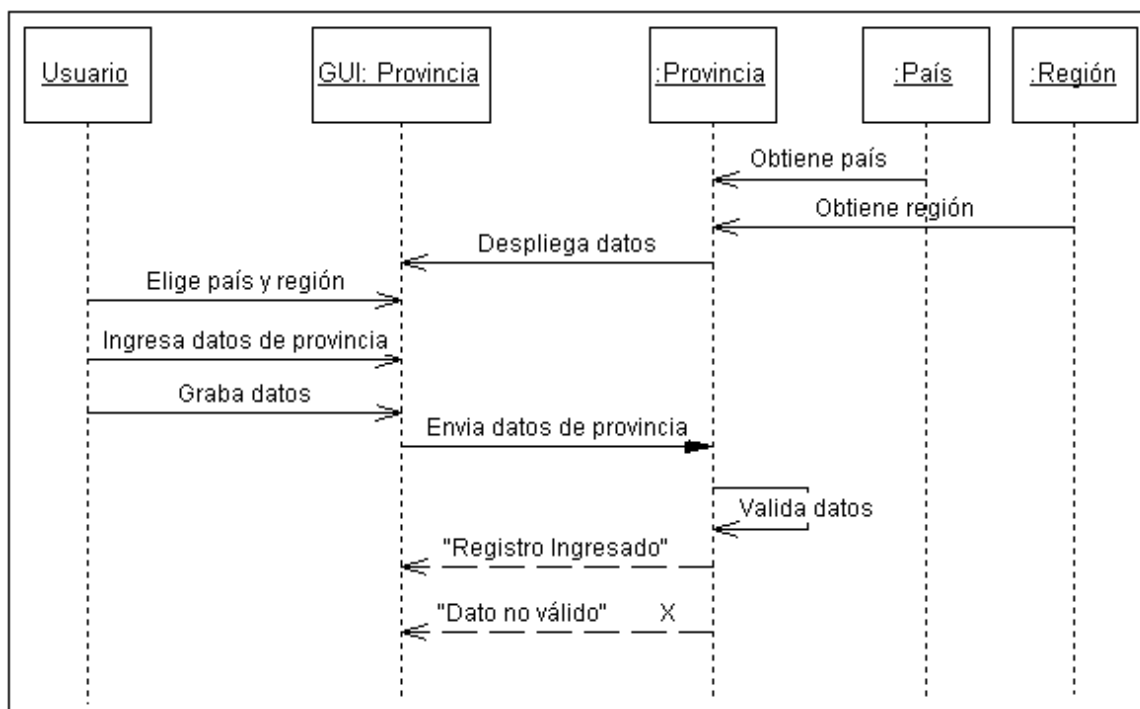 Usuario
GUI: Provincia
:Provincia
:País
:Región
Obtiene país
Obtiene región
Despliega datos
Elige país y región
Ingresa datos de provincia
Graba datos
Envia datos de provincia
Valida datos
"Registro Ingresado"
"Dato no válido" X